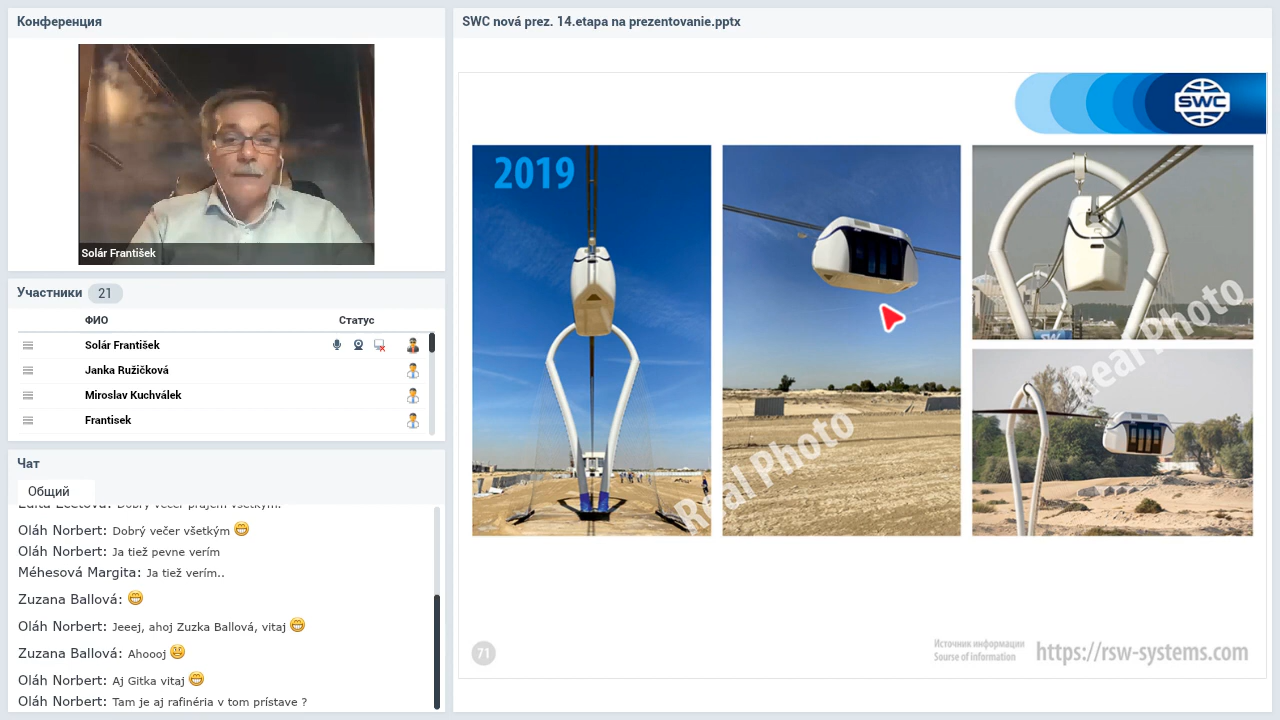 Конференция
Solár František
Участники 21
ФИО Статус
Solár František
Janka Ružičková
Miroslav Kuchválek
Frantisek
Чат
Общий
Oláh Norbert: Dobrý večer všetkým
Oláh Norbert: Ja tiež pevne verím
Méhesová Margita: Ja tiež verím..
Zuzana Ballová:
Oláh Norbert: Jeeej, ahoj Zuzka Ballová, vitaj
Zuzana Ballová: Ahoooj
Oláh Norbert: Aj Gitka vitaj
Oláh Norbert: Tam je aj rafinéria v tom prístave ?
SWC nová prez. 14.etapa na prezentovanie.pptx
SWC
2019
Real Photo
Real Photo
71
Источник информации
Sourse of information
https://rsw-systems.com